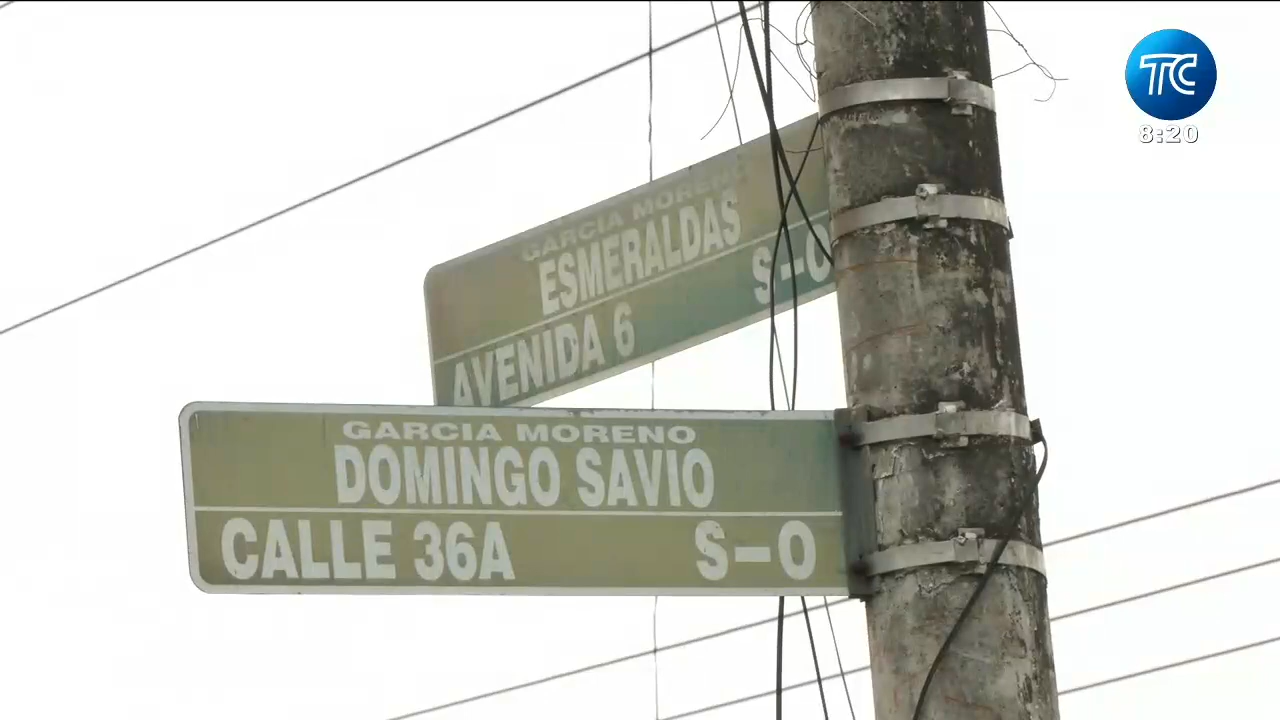 TC
8:20
GARCIA MORENO
ESMERALDAS
AVENIDA 6 S-O
GARCIA MORENO
DOMINGO SAVIO
CALLE 36A S-O